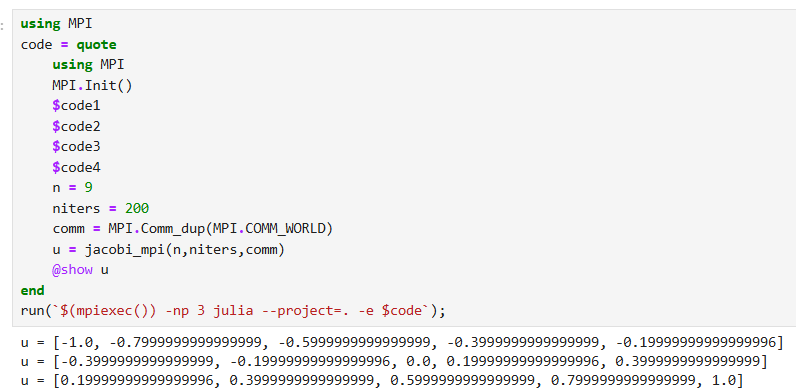 using MPI
code = quote
    using MPI
    MPI.Init()
    $code1
    $code2
    $code3
    $code4
    n = 9
    niters = 200
    comm = MPI.Comm_dup(MPI.COMM_WORLD)
    u = jacobi_mpi(n,niters,comm)
    @show u
end
run(`$(mpiexec()) -np 3 julia --project=. -e $code`);
u = [-1.0, -0.7999999999999999, -0.5999999999999999, -0.3999999999999999, -0.19999999999999996]
u = [-0.3999999999999999, -0.19999999999999996, 0.0, 0.19999999999999996, 0.3999999999999999]
u = [0.19999999999999996, 0.3999999999999999, 0.5999999999999999, 0.7999999999999999, 1.0]